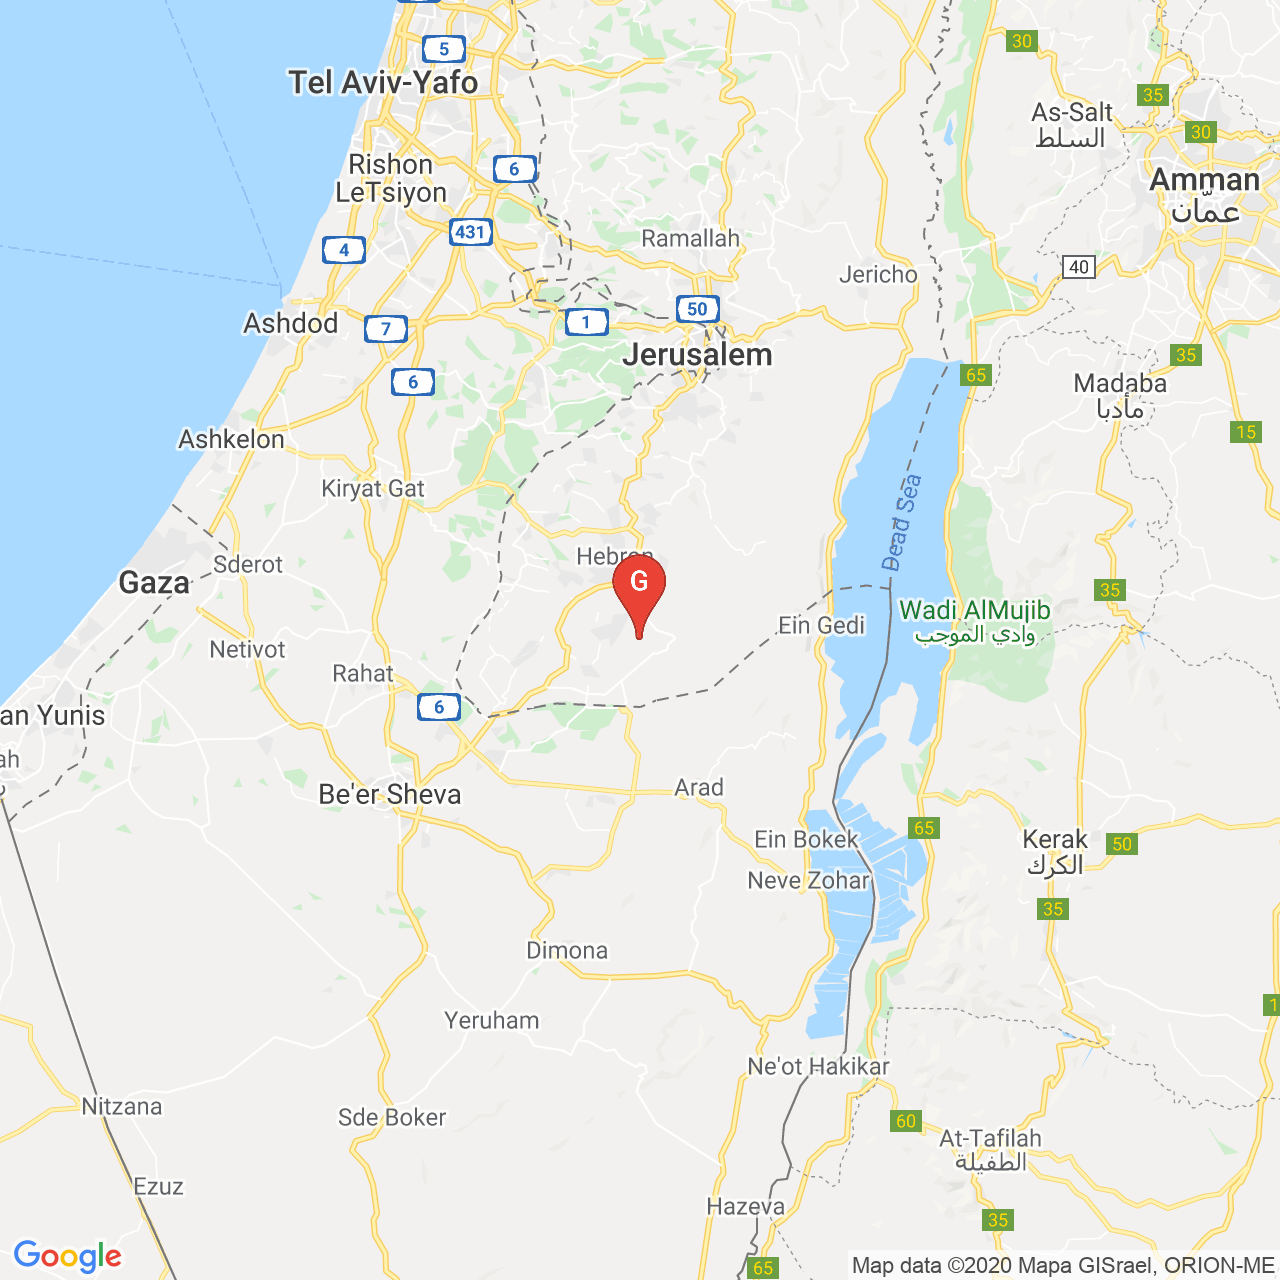 5
Tel Aviv-Yafo
30
35
As-Salt
السلط
30
Rishon
LeTsiyon
6
Amman
عمّان
431
4
Ramallah
Jericho
40
Ashdod
7
1
50
Jerusalem
35
6
65
Madaba
مأدبا
15
Ashkelon
Kiryat Gat
Dead Sea
Sderot
Hebron
Gaza
G
35
Wadi AlMujib
وادي الموجب
Ein Gedi
Netivot
Rahat
6
an Yunis
ah
Be'er Sheva
Arad
65
Ein Bokek
Kerak
الكرك
50
Neve Zohar
35
Dimona
1
Yeruham
Ne'ot Hakikar
Nitzana
Sde Boker
60
At-Tafilah
الطفيلة
Ezuz
Hazeva
35
Google
65
Map data ©2020 Mapa GISrael, ORION-ME